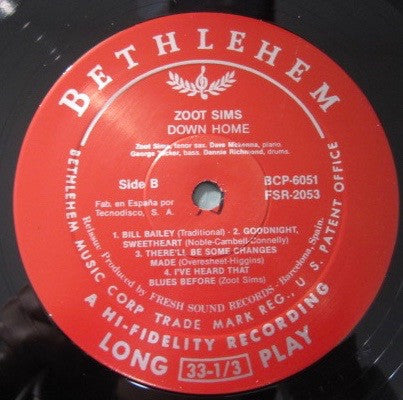 BETHLEHEM
ZOOT SIMS
DOWN HOME
Zoot Sims, tenor sax. Dave McKenna, piano
George Tucker, bass. Dannie Richmond, drums.
Side B
BCP-6051
FSR-2053
Fab. en España por
Tecnodisco, S. A.
1. BILL BAILEY (Traditional) - 2. GOODNIGHT,
SWEETHEART (Noble-Cambell-Connelly)
3. THERE'LL BE SOME CHANGES
MADE (Overesheet-Higgins)
4. I'VE HEARD THAT
BLUES BEFORE (Zoot Sims)
Reissue Produced by FRESH SOUND RECORDS - Barcelona, Spain.
BETHLEHEM MUSIC CORP TRADE MARK REG., U. S. PATENT OFFICE
A HI-FIDELITY RECORDING
LONG 33-1/3 PLAY